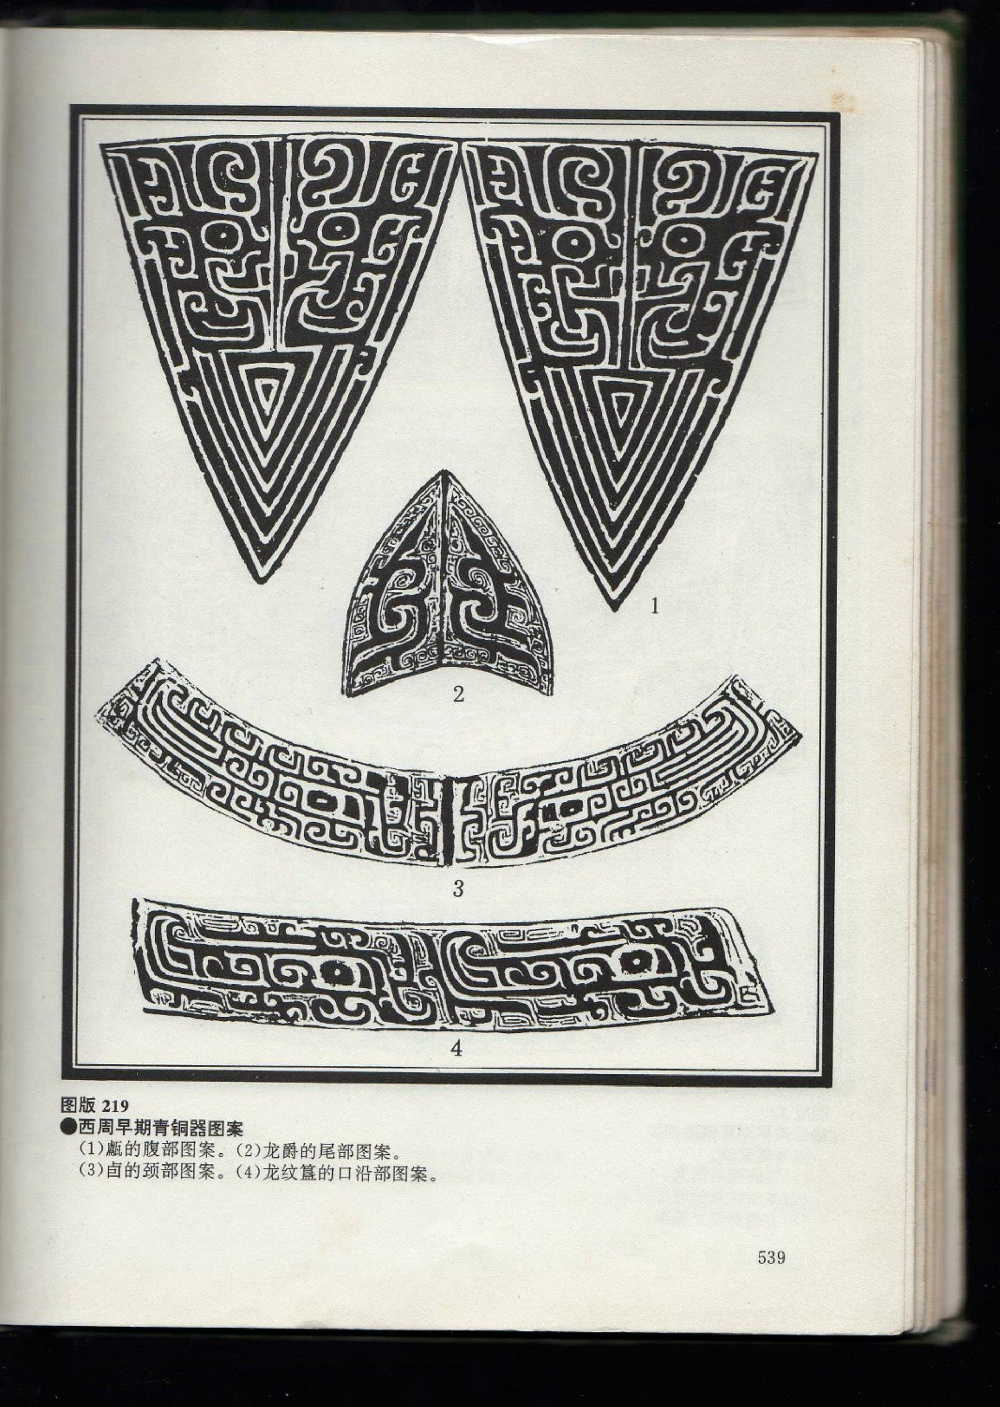 1
2
3
4
图版 219
●西周早期青铜器图案
(1)甗的腹部图案。(2)龙爵的尾部图案。
(3)卣的颈部图案。(4)龙纹簋的口沿部图案。
539